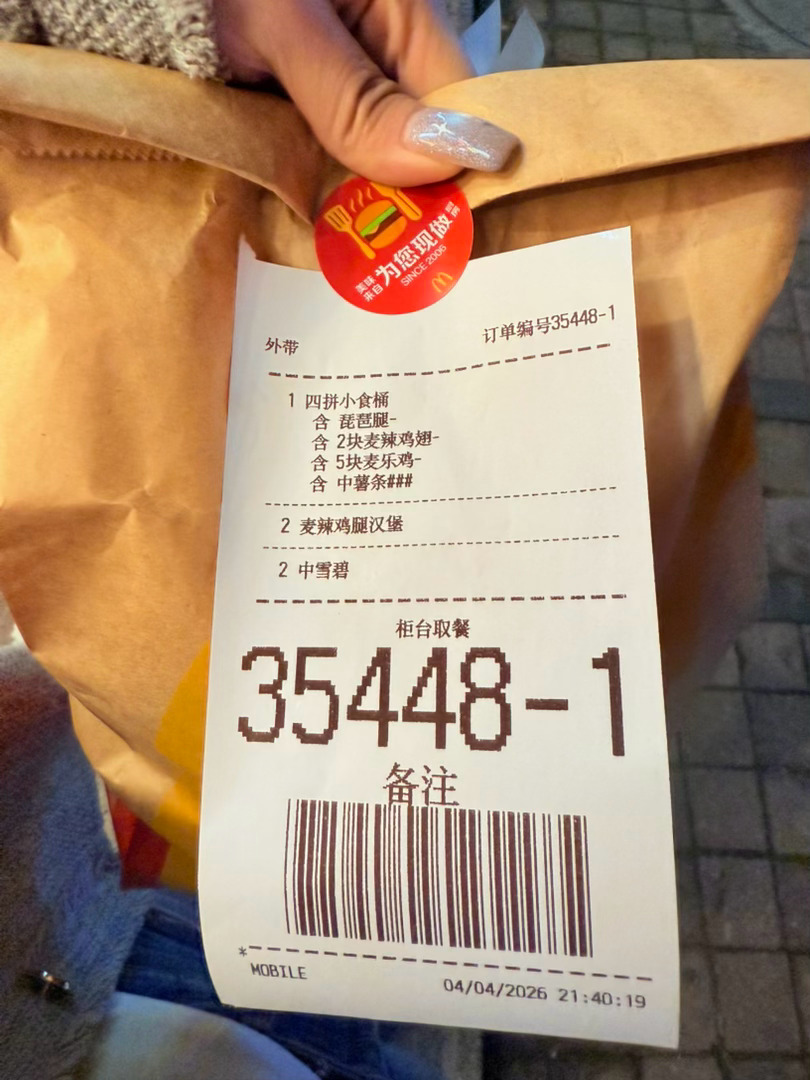 美味
来自
为您现做
SINCE 2006
外带
订单编号35448-1
1 四拼小食桶
含 琵琶腿-
含 2块麦辣鸡翅-
含 5块麦乐鸡-
含 中薯条###
2 麦辣鸡腿汉堡
2 中雪碧
柜台取餐
35448-1
备注
*
MOBILE
04/04/2026 21:40:19